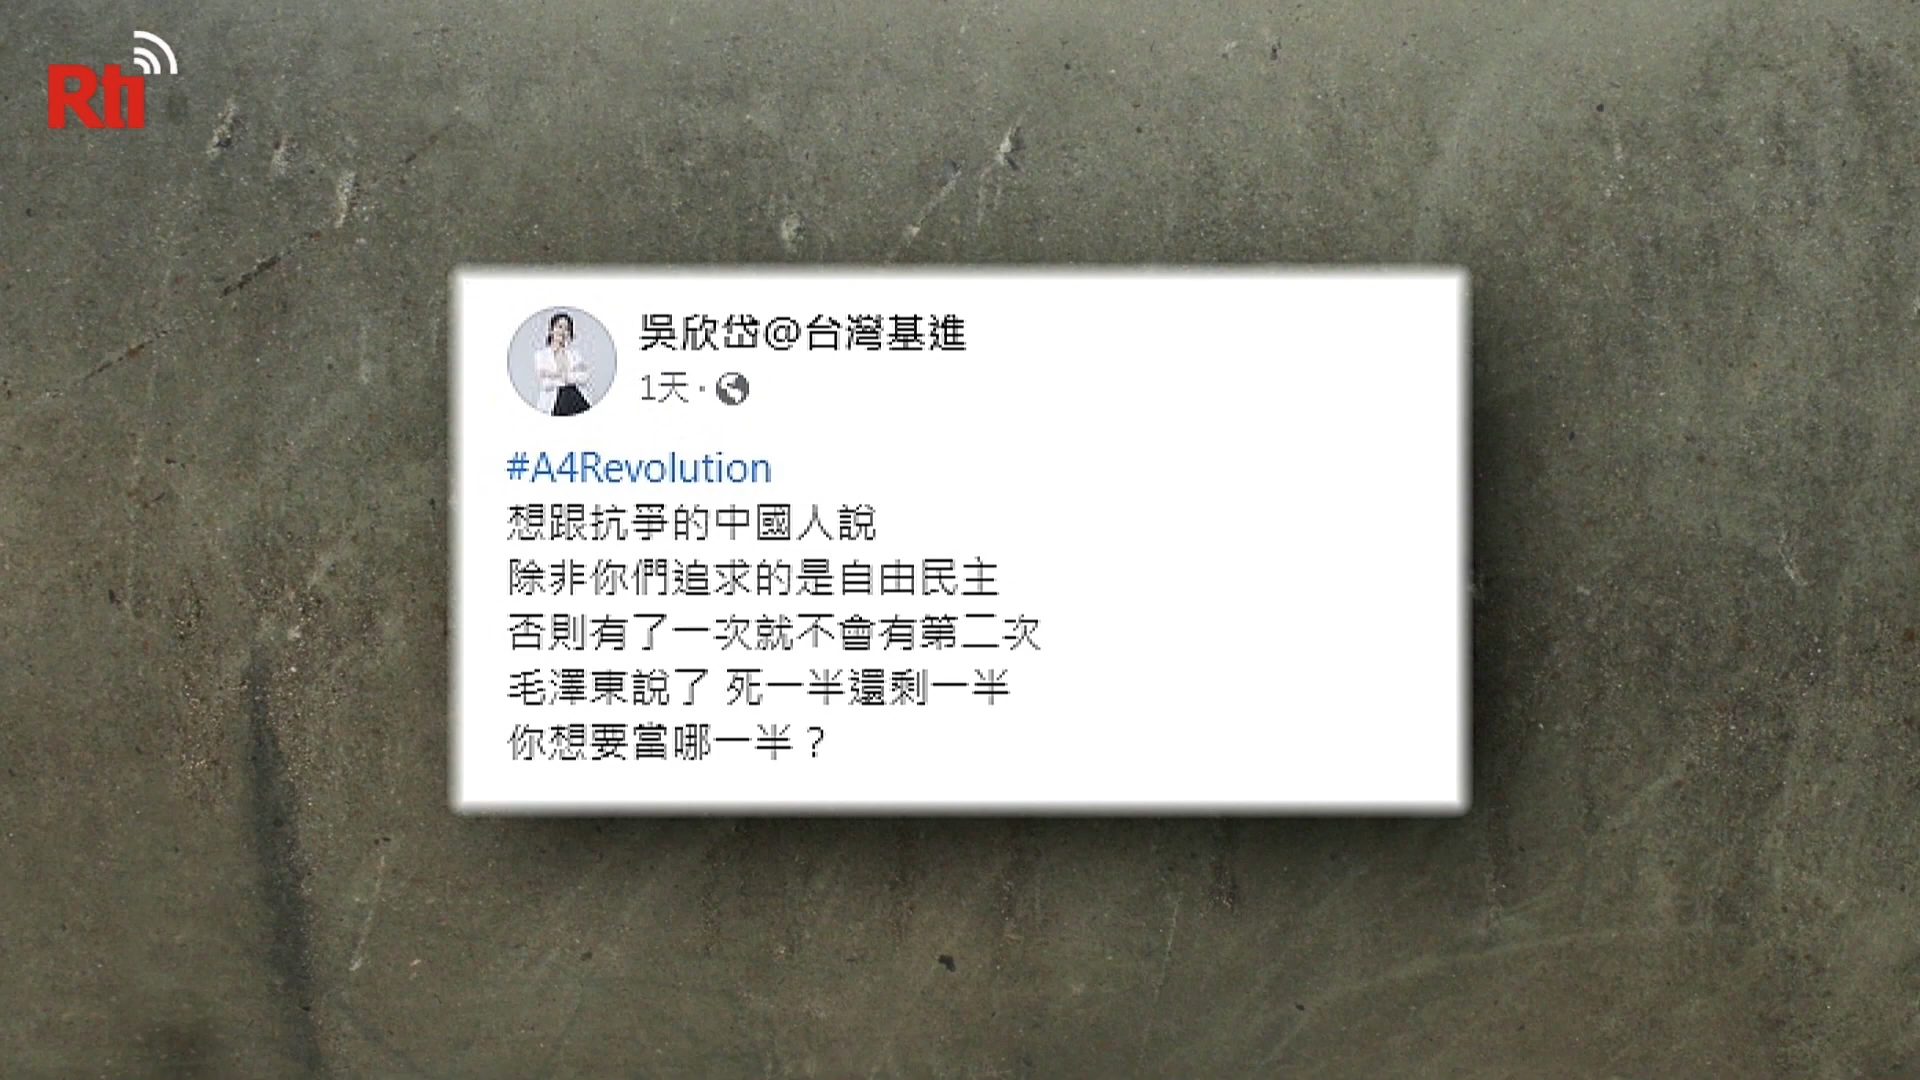 Rti
吳欣岱@台灣基進
1天·
#A4Revolution
想跟抗爭的中國人說
除非你們追求的是自由民主
否則有了一次就不會有第二次
毛澤東說了 死一半還剩一半
你想要當哪一半？